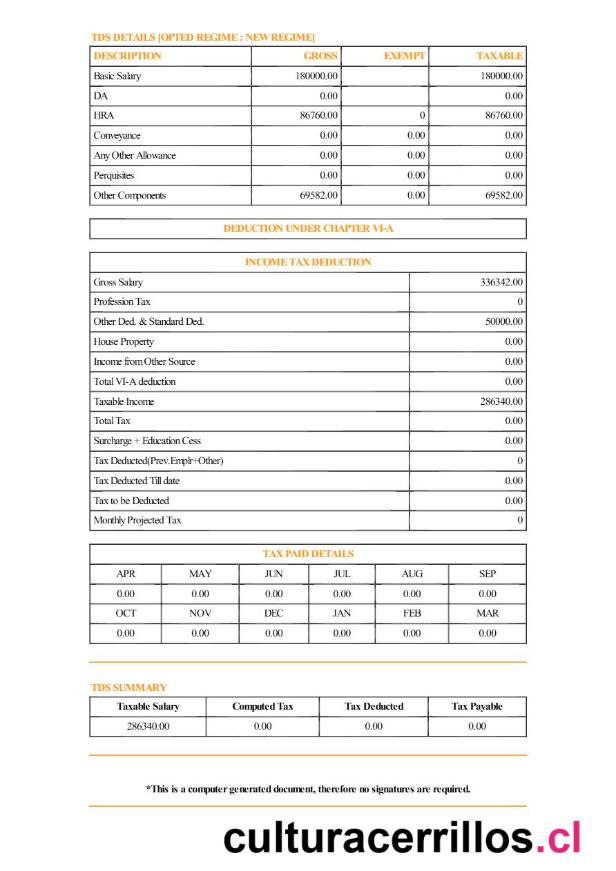 TDS DETAILS [OPTED REGIME : NEW REGIME]
DESCRIPTION GROSS EXEMPT TAXABLE
Basic Salary 180000.00 180000.00
DA 0.00 0.00
HRA 86760.00 0 86760.00
Conveyance 0.00 0.00 0.00
Any Other Allowance 0.00 0.00 0.00
Perquisites 0.00 0.00 0.00
Other Components 69582.00 0.00 69582.00
DEDUCTION UNDER CHAPTER VI-A
INCOME TAX DEDUCTION
Gross Salary 336342.00
Profession Tax 0
Other Ded. & Standard Ded. 50000.00
House Property 0.00
Income from Other Source 0.00
Total VI-A deduction 0.00
Taxable Income 286340.00
Total Tax 0.00
Surcharge + Education Cess 0.00
Tax Deducted(Prev.Emplr+Other) 0
Tax Deducted Till date 0.00
Tax to be Deducted 0.00
Monthly Projected Tax 0
TAX PAID DETAILS
APR MAY JUN JUL AUG SEP
0.00 0.00 0.00 0.00 0.00 0.00
OCT NOV DEC JAN FEB MAR
0.00 0.00 0.00 0.00 0.00 0.00
TDS SUMMARY
Taxable Salary Computed Tax Tax Deducted Tax Payable
286340.00 0.00 0.00 0.00
*This is a computer generated document, therefore no signatures are required.
culturacerrillos.cl